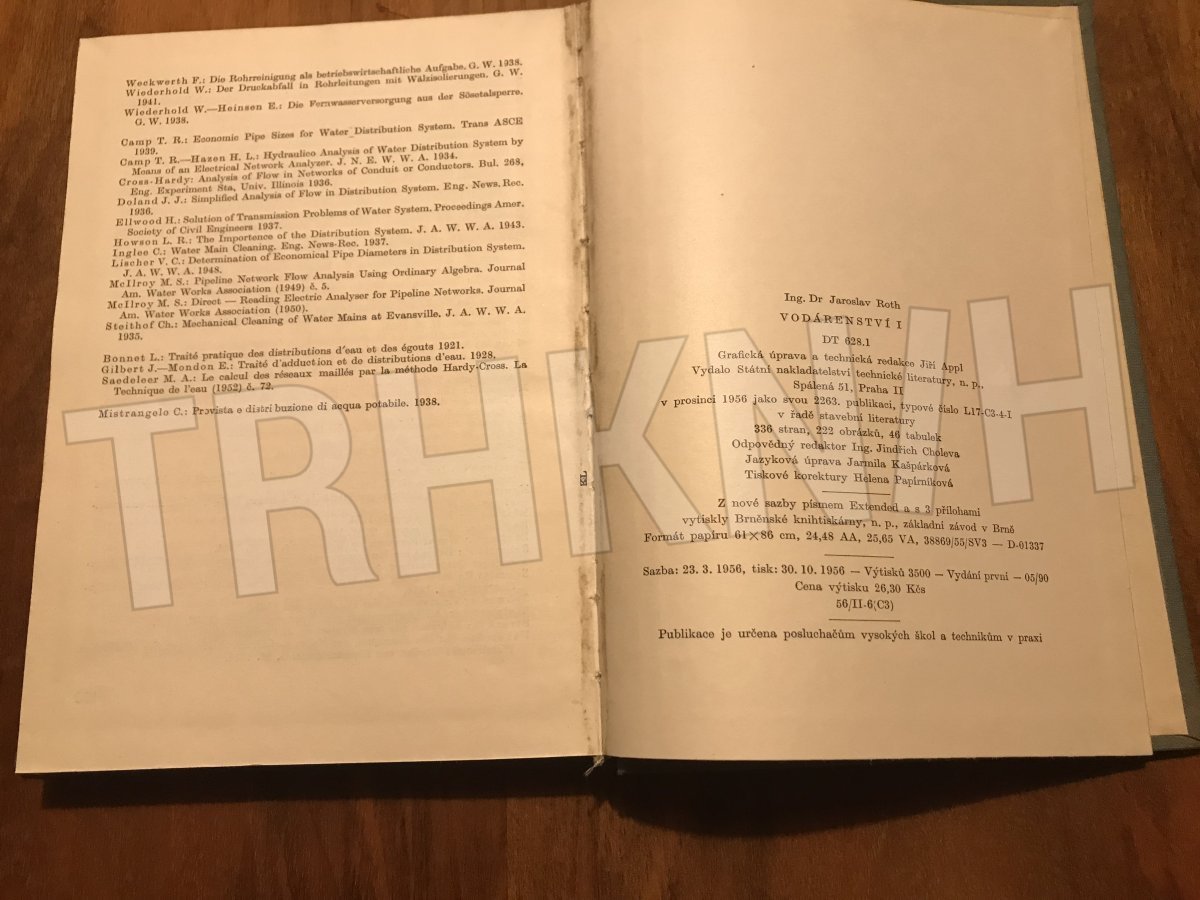 Weckwerth F.: Die Rohrreinigung als betriebswirtschaftliche Aufgabe. G. W. 1938.
Wiederhold W.: Der Druckabfall in Rohrleitungen mit Wälzisolierungen. G. W.
1941.
Wiederhold W.—Heinsen E.: Die Fernwasserversorgung aus der Sösetalsperre.
G. W. 1938.
Camp T. R.: Economic Pipe Sizes for Water Distribution System. Trans ASCE
1939.
Camp T. R.—Hazen H. L.: Hydraulico Analysis of Water Distribution System by
Means of an Electrical Network Analyzer. J. N. E. W. W. A. 1934.
Cross-Hardy: Analysis of Flow in Networks of Conduit or Conductors. Bul. 268,
Eng. Experiment Sta, Univ. Illinois 1936.
Doland J. J.: Simplified Analysis of Flow in Distribution System. Eng. News, Rec.
1936.
Ellwood H.: Solution of Transmission Problems of Water System. Proceedings Amer.
Society of Civil Engineers 1937.
Howson L. R.: The Importence of the Distribution System. J. A. W. W. A. 1943.
Inglee C.: Water Main Cleaning. Eng. News-Rec. 1937.
Lischer V. C.: Determination of Economical Pipe Diameters in Distribution System.
J. A. W. W. A. 1948.
McIlroy M. S.: Pipeline Network Flow Analysis Using Ordinary Algebra. Journal
Am. Water Works Association (1949) č. 5.
McIlroy M. S.: Direct — Reading Electric Analyser for Pipeline Networks. Journal
Am. Water Works Association (1950).
Steithof Ch.: Mechanical Cleaning of Water Mains at Evansville. J. A. W. W. A.
1935.
Bonnet L.: Traité pratique des distributions d'eau et des égouts 1921.
Gilbert J.—Mondon E.: Traité d'adduction et de distributions d'eau. 1928.
Saedeleer M. A.: Le calcul des réseaux maillés par la méthode Hardy-Cross. La
Technique de l'eau (1952) č. 72.
Mistrangelo C.: Provista e distribuzione di acqua potabile. 1938.
Ing. Dr Jaroslav Roth
VODÁRENSTVÍ I
DT 628.1
Grafická úprava a technická redakce Jiří Appl
Vydalo Státní nakladatelství technické literatury, n. p.,
Spálená 51, Praha II
v prosinci 1956 jako svou 2263. publikaci, typové číslo L17-C3-4-I
v řadě stavební literatury
336 stran, 222 obrázků, 46 tabulek
Odpovědný redaktor Ing. Jindřich Choleva
Jazyková úprava Jarmila Kašpárková
Tiskové korektury Helena Papírníková
Z nové sazby písmem Extended a s 3 přílohami
vytiskly Brněnské knihtiskárny, n. p., základní závod v Brně
Formát papíru 61×86 cm, 24,48 AA, 25,65 VA, 38869/55/SV3 — D-01337
Sazba: 23. 3. 1956, tisk: 30. 10. 1956 — Výtisků 3500 — Vydání první — 05/90
Cena výtisku 26,30 Kčs
56/II-6(C3)
Publikace je určena posluchačům vysokých škol a technikům v praxi
TRHKNIH